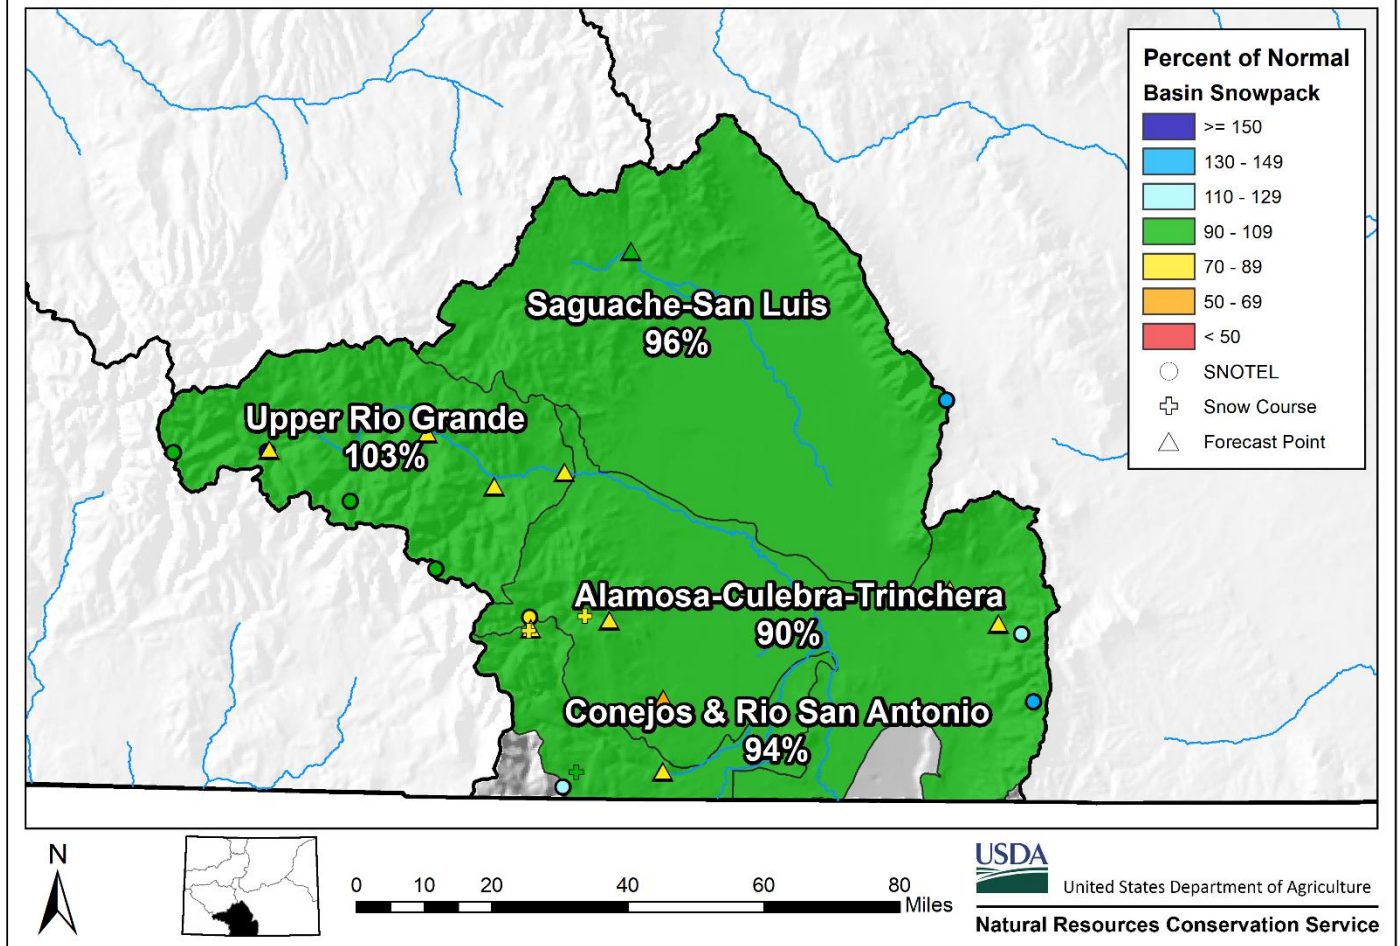 Percent of Normal
Basin Snowpack
>= 150
130 - 149
110 - 129
90 - 109
70 - 89
50 - 69
< 50
SNOTEL
Snow Course
Forecast Point
Saguache-San Luis
96%
Upper Rio Grande
103%
Alamosa-Culebra-Trinchera
90%
Conejos & Rio San Antonio
94%
N
0 10 20 40 60 80
Miles
USDA
United States Department of Agriculture
Natural Resources Conservation Service